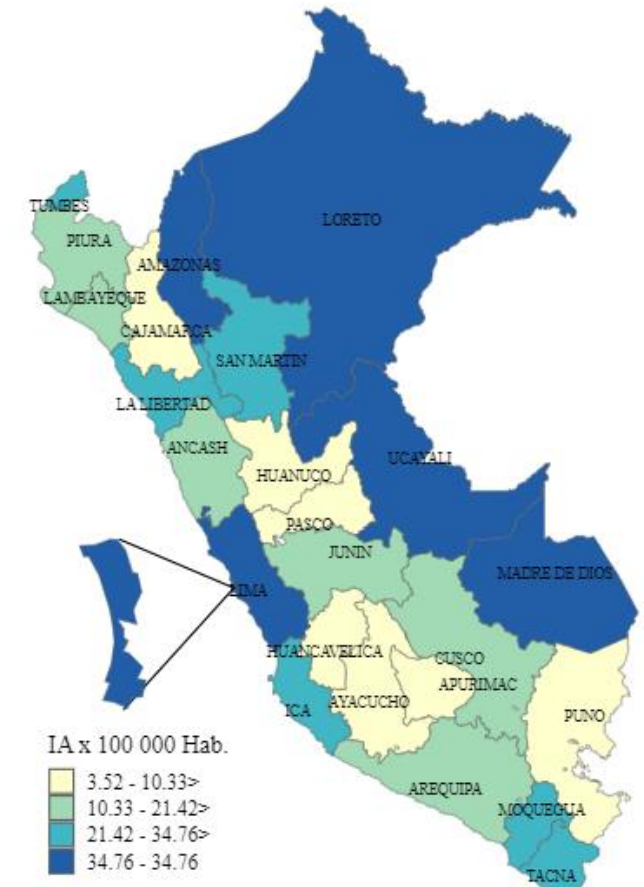 LORETO
TUMBES
PIURA
AMAZONAS
LAMBAYEQUE
CAJAMARCA
SAN MARTIN
LA LIBERTAD
ANCASH
UCAYALI
HUANUCO
PASCO
JUNIN
MADRE DE DIOS
LIMA
HUANCAVELICA
CUSCO
APURIMAC
AYACUCHO
ICA
PUNO
IA x 100 000 Hab.
3.52 - 10.33>
10.33 - 21.42>
21.42 - 34.76>
34.76 - 34.76
AREQUIPA
MOQUEGUA
TACNA